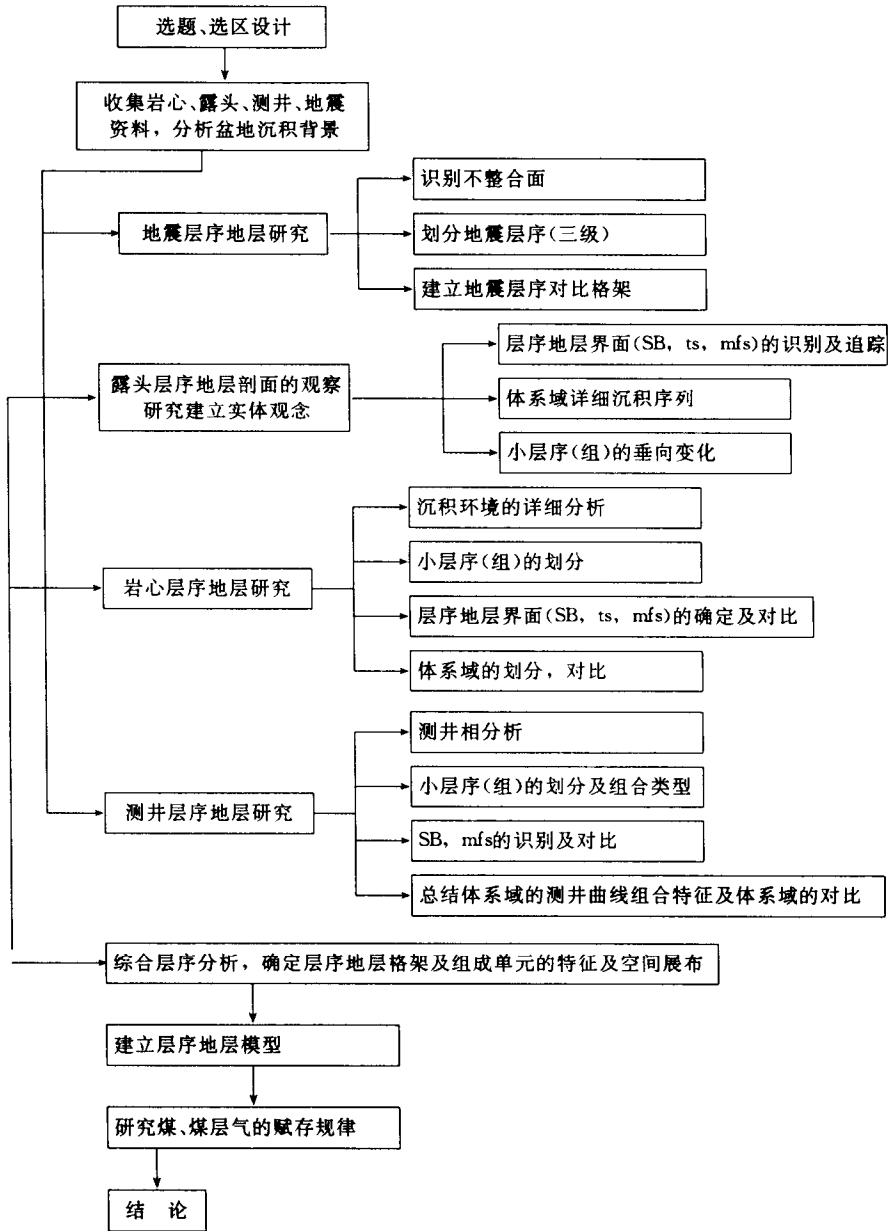 选题、选区设计
收集岩心、露头、测井、地震
资料，分析盆地沉积背景
地震层序地层研究
识别不整合面
划分地震层序(三级)
建立地震层序对比格架
露头层序地层剖面的观察
研究建立实体观念
层序地层界面(SB，ts，mfs)的识别及追踪
体系域详细沉积序列
小层序(组)的垂向变化
岩心层序地层研究
沉积环境的详细分析
小层序(组)的划分
层序地层界面(SB，ts，mfs)的确定及对比
体系域的划分，对比
测井层序地层研究
测井相分析
小层序(组)的划分及组合类型
SB，mfs的识别及对比
总结体系域的测井曲线组合特征及体系域的对比
综合层序分析，确定层序地层格架及组成单元的特征及空间展布
建立层序地层模型
研究煤、煤层气的赋存规律
结 论